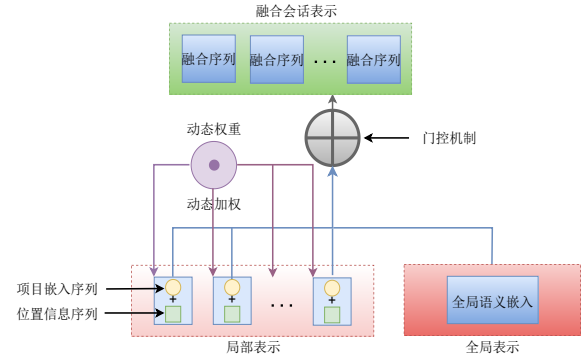 融合会话表示
融合序列
融合序列
...
融合序列
动态权重
门控机制
动态加权
项目嵌入序列
+
+
...
+
位置信息序列
全局语义嵌入
局部表示
全局表示